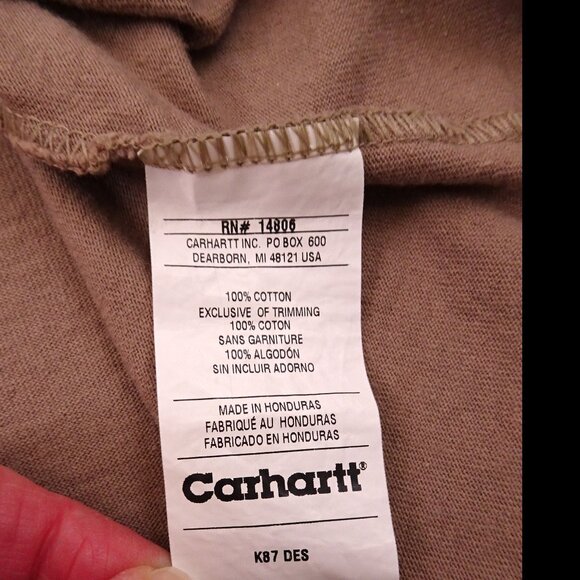 RN# 14806
CARHARTT INC. PO BOX 600
DEARBORN, MI 48121 USA
100% COTTON
EXCLUSIVE OF TRIMMING
100% COTON
SANS GARNITURE
100% ALGODÓN
SIN INCLUIR ADORNO
MADE IN HONDURAS
FABRIQUÉ AU HONDURAS
FABRICADO EN HONDURAS
Carhartt®
K87 DES